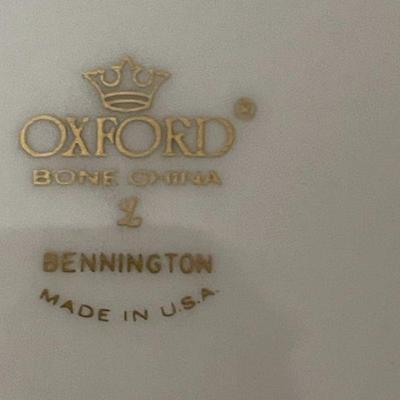 OXFORD®
BONE CHINA
BENNINGTON
MADE IN U.S.A.